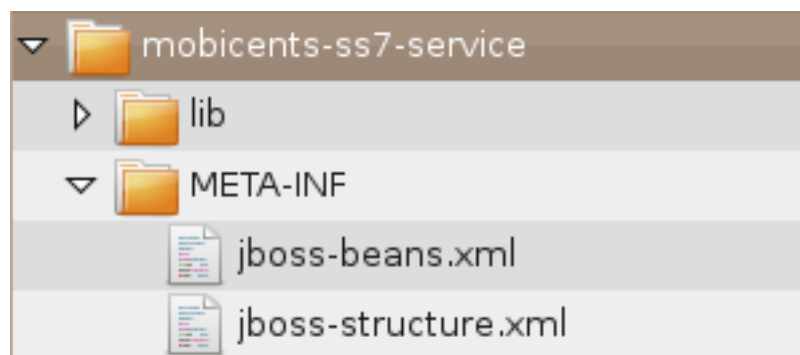 mobicents-ss7-service
lib
META-INF
jboss-beans.xml
jboss-structure.xml